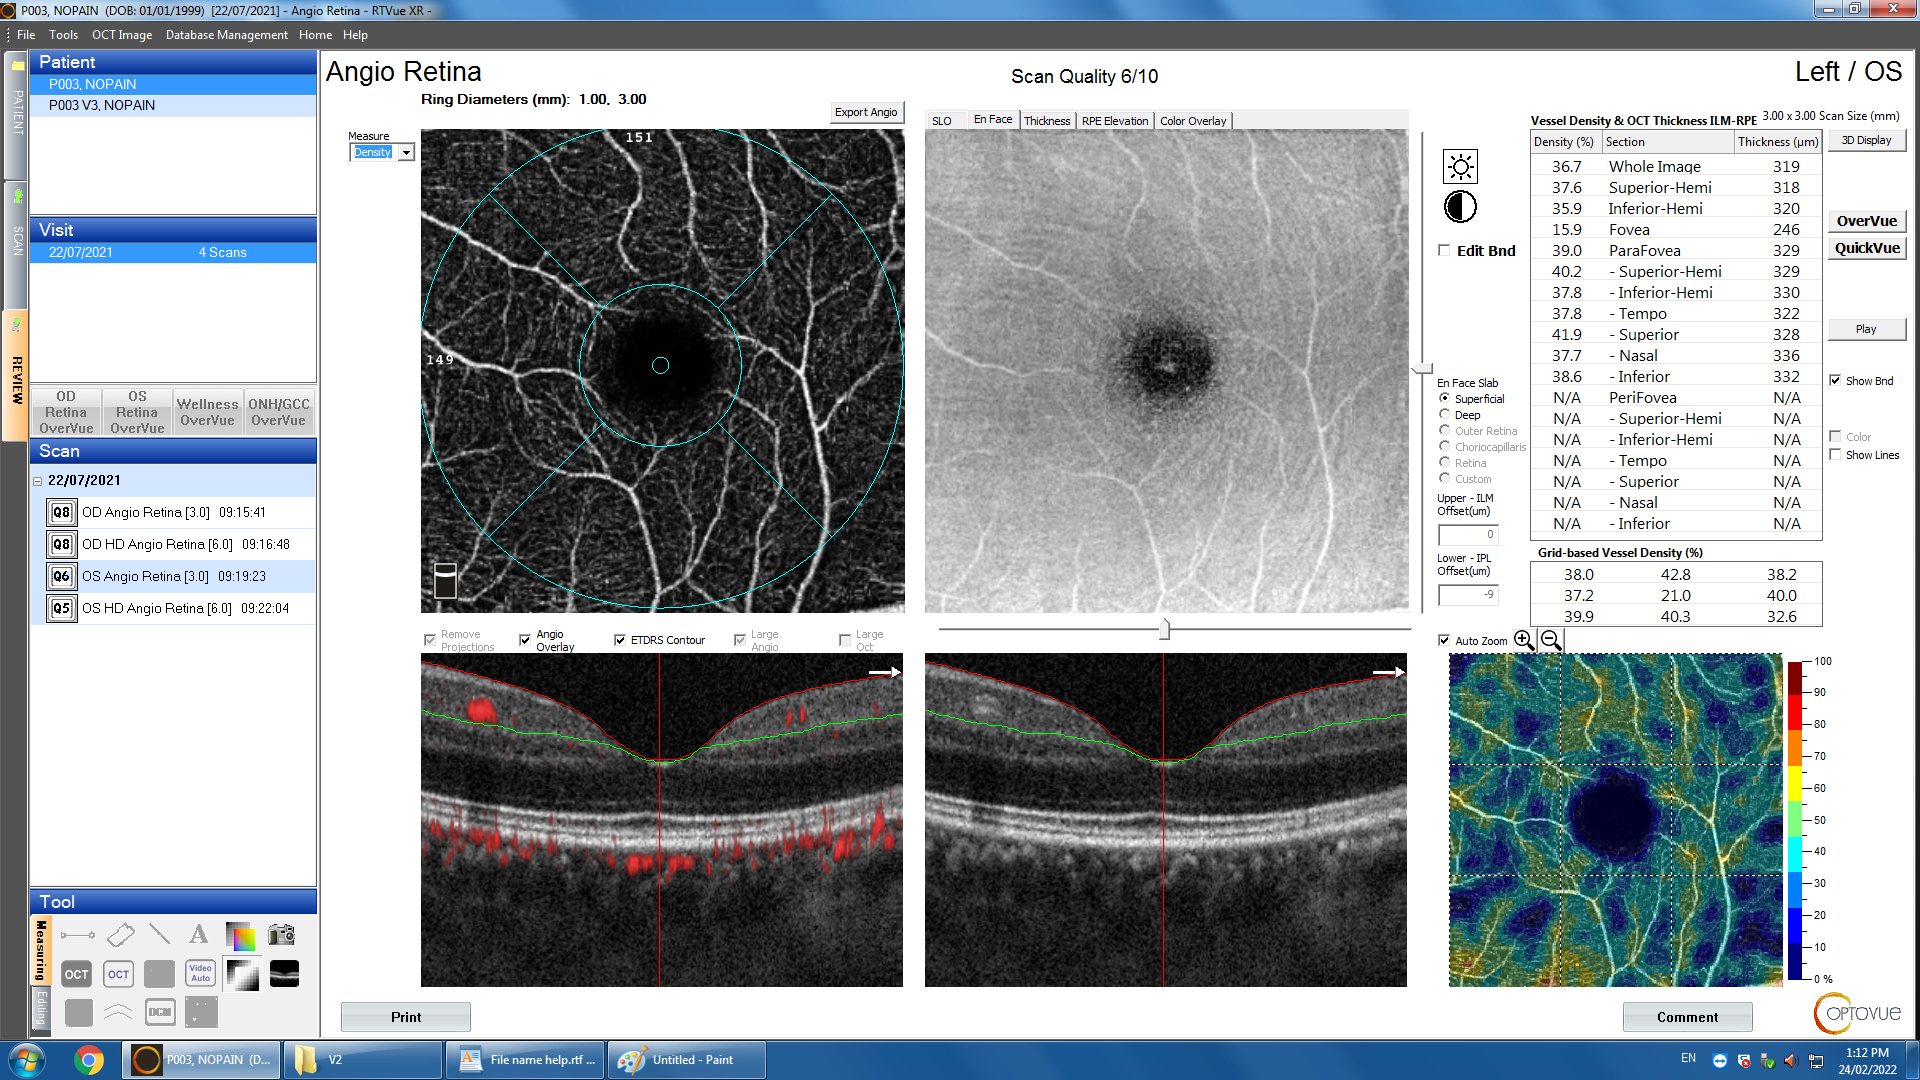 P003, NOPAIN (DOB: 01/01/1999) [22/07/2021] - Angio Retina - RTVue XR -
File Tools OCT Image Database Management Home Help
PATIENT
SCAN
REVIEW
Patient
P003, NOPAIN
P003 V3, NOPAIN
Visit
22/07/2021 4 Scans
OD Retina OverVue
OS Retina OverVue
Wellness OverVue
ONH/GCC OverVue
Scan
22/07/2021
Q8 OD Angio Retina [3.0] 09:15:41
Q8 OD HD Angio Retina [6.0] 09:16:48
Q6 OS Angio Retina [3.0] 09:19:23
Q5 OS HD Angio Retina [6.0] 09:22:04
Tool
Measuring
Editing
A
OCT
OCT
Video Auto
DCM
Angio Retina
Scan Quality 6/10
Left / OS
Ring Diameters (mm): 1.00, 3.00
Export Angio
Measure
Density
151
149
SLO En Face Thickness RPE Elevation Color Overlay
Edit Bnd
En Face Slab
Superficial
Deep
Outer Retina
Choriocapillaris
Retina
Custom
Upper - ILM
Offset(um)
0
Lower - IPL
Offset(um)
-9
Vessel Density & OCT Thickness ILM-RPE 3.00 x 3.00 Scan Size (mm)
Density (%) Section Thickness (µm)
36.7 Whole Image 319
37.6 Superior-Hemi 318
35.9 Inferior-Hemi 320
15.9 Fovea 246
39.0 ParaFovea 329
40.2 - Superior-Hemi 329
37.8 - Inferior-Hemi 330
37.8 - Tempo 322
41.9 - Superior 328
37.7 - Nasal 336
38.6 - Inferior 332
N/A PeriFovea N/A
N/A - Superior-Hemi N/A
N/A - Inferior-Hemi N/A
N/A - Tempo N/A
N/A - Superior N/A
N/A - Nasal N/A
N/A - Inferior N/A
Grid-based Vessel Density (%)
38.0 42.8 38.2
37.2 21.0 40.0
39.9 40.3 32.6
3D Display
OverVue
QuickVue
Play
Show Bnd
Color
Show Lines
Remove Projections
Angio Overlay
ETDRS Contour
Large Angio
Large Oct
Auto Zoom
100
90
80
70
60
50
40
30
20
10
0 %
Print
Comment
OPTOVUE
P003, NOPAIN (D...
V2
File name help.rtf ...
Untitled - Paint
EN
1:12 PM
24/02/2022